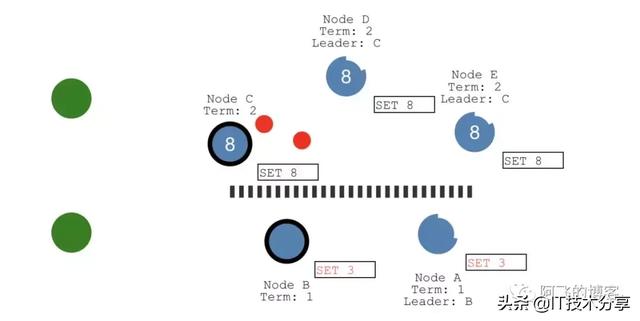 Node D
Term: 2
Leader: C
8
SET 8
Node E
Term: 2
Leader: C
8
SET 8
Node C
Term: 2
8
SET 8
Node B
Term: 1
SET 3
Node A
Term: 1
Leader: B
SET 3
阿飞的博客
头条 @IT技术分享